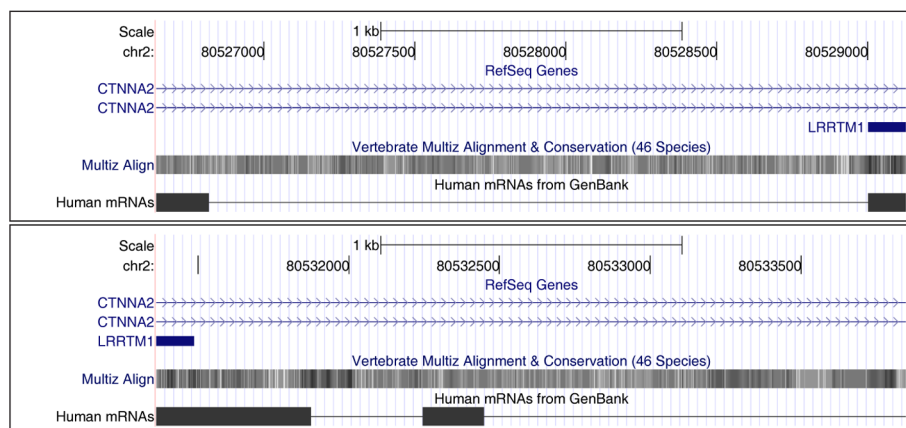 Scale 1 kb
chr2: 80527000 80527500 80528000 80528500 80529000
RefSeq Genes
CTNNA2
CTNNA2
LRRTM1
Vertebrate Multiz Alignment & Conservation (46 Species)
Multiz Align
Human mRNAs from GenBank
Human mRNAs
Scale 1 kb
chr2: 80532000 80532500 80533000 80533500
RefSeq Genes
CTNNA2
CTNNA2
LRRTM1
Vertebrate Multiz Alignment & Conservation (46 Species)
Multiz Align
Human mRNAs from GenBank
Human mRNAs